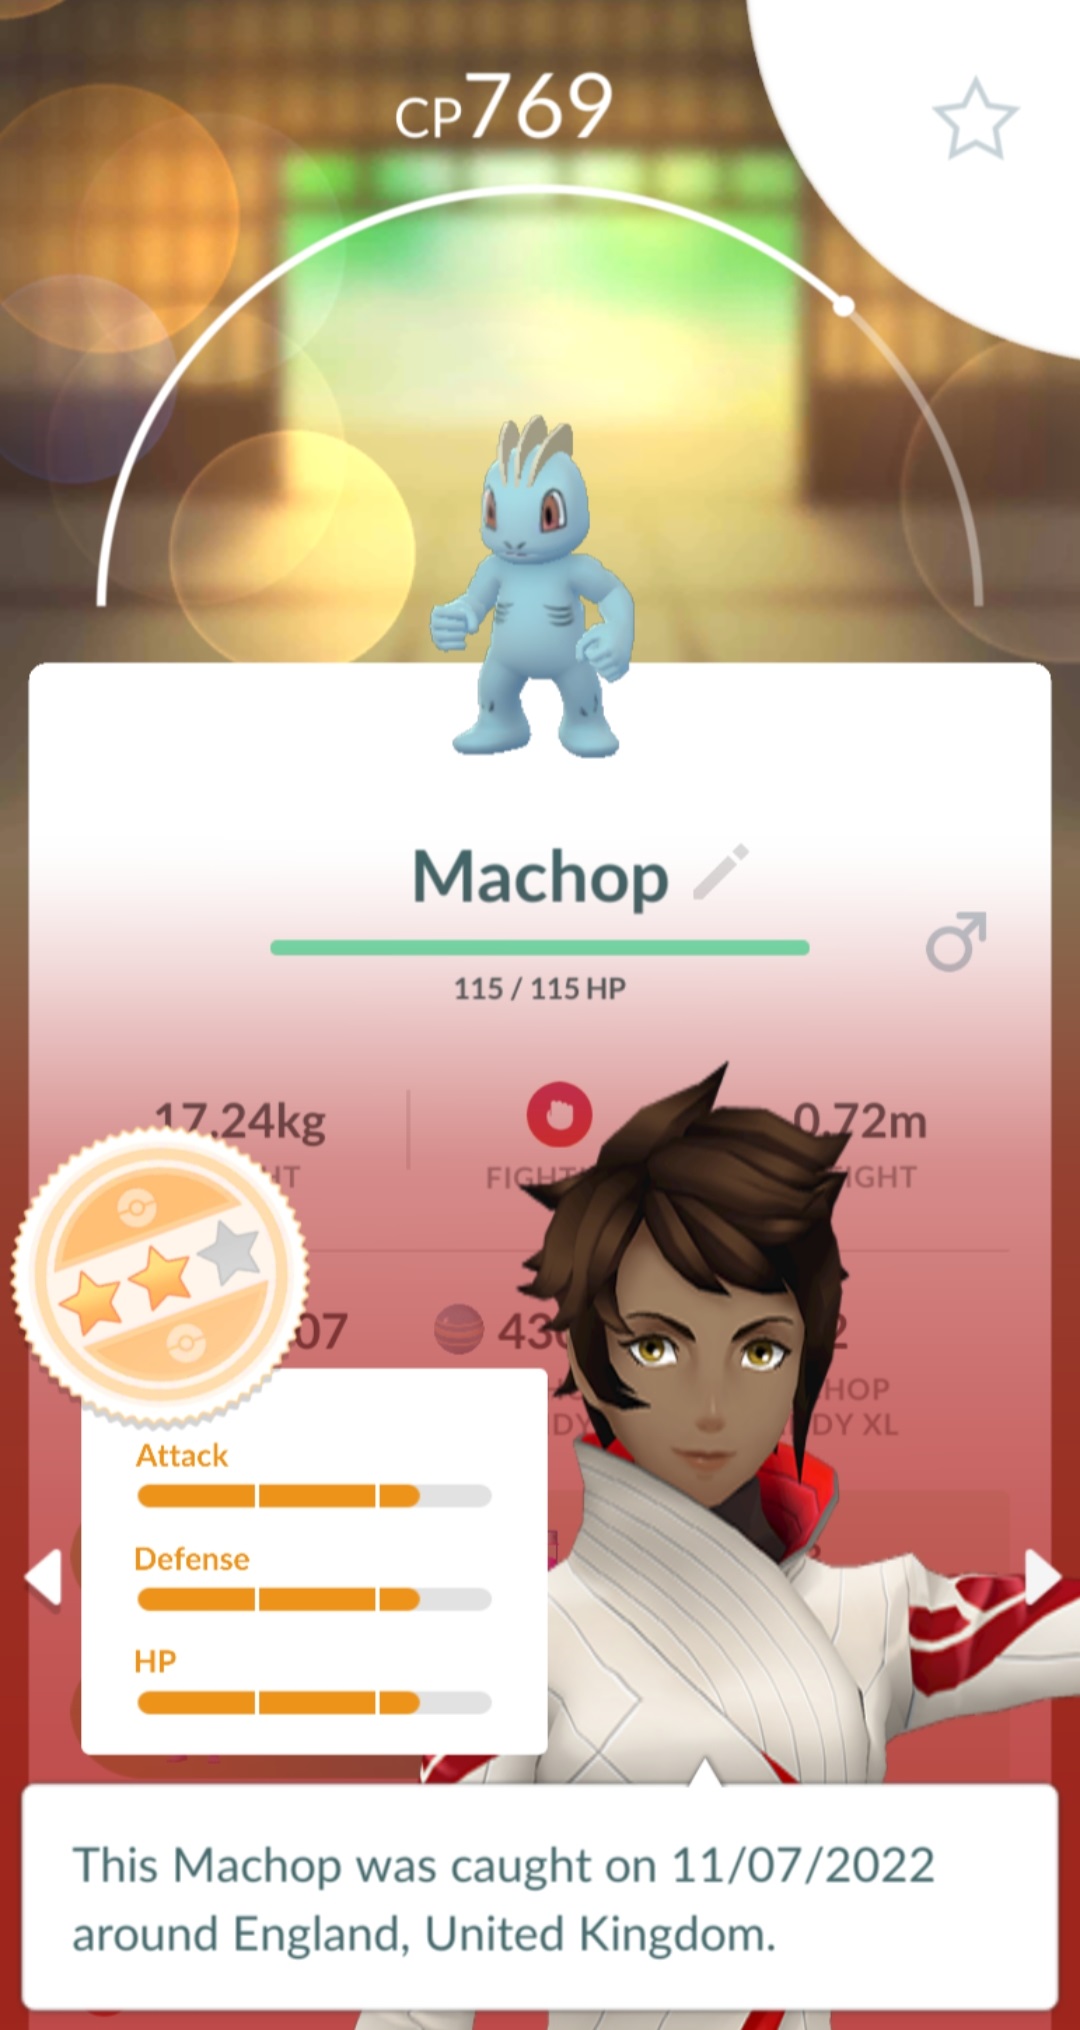 CP769
Machop
115 / 115 HP
17.24kg
0.72m
Attack
Defense
HP
This Machop was caught on 11/07/2022
around England, United Kingdom.